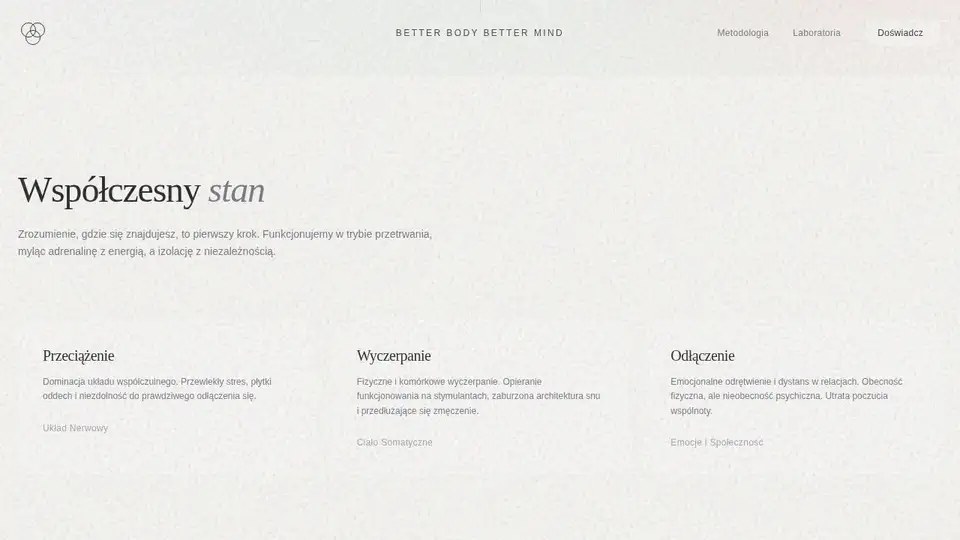 BETTER BODY BETTER MIND
Metodologia
Laboratoria
Doświadcz
Współczesny stan
Zrozumienie, gdzie się znajdujesz, to pierwszy krok. Funkcjonujemy w trybie przetrwania,
myląc adrenalinę z energią, a izolację z niezależnością.
Przeciążenie
Dominacja układu współczulnego. Przewlekły stres, płytki
oddech i niezdolność do prawdziwego odłączenia się.
Układ Nerwowy
Wyczerpanie
Fizyczne i komórkowe wyczerpanie. Opieranie
funkcjonowania na stymulantach, zaburzona architektura snu
i przedłużające się zmęczenie.
Ciało Somatyczne
Odłączenie
Emocjonalne odrętwienie i dystans w relacjach. Obecność
fizyczna, ale nieobecność psychiczna. Utrata poczucia
wspólnoty.
Emocje i Społeczność